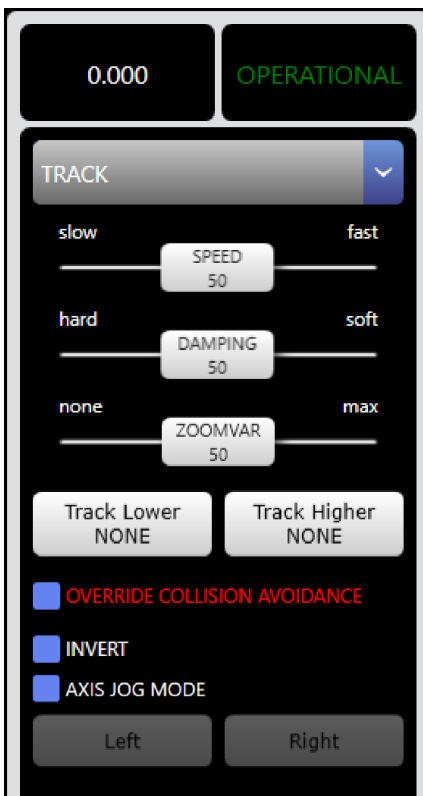 0.000 OPERATIONAL
TRACK
slow fast
SPEED
50
hard soft
DAMPING
50
none max
ZOOMVAR
50
Track Lower
NONE
Track Higher
NONE
OVERRIDE COLLISION AVOIDANCE
INVERT
AXIS JOG MODE
Left Right